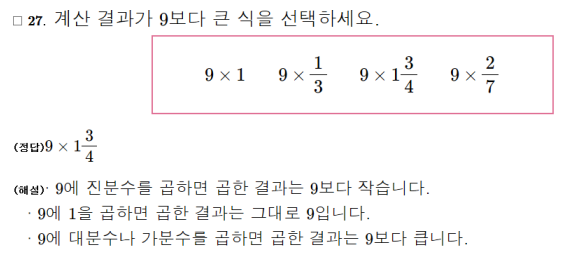 □ 27. 계산 결과가 9보다 큰 식을 선택하세요.
9 × 1   9 × 1/3   9 × 1 3/4   9 × 2/7
(정답)9 × 1 3/4
(해설)· 9에 진분수를 곱하면 곱한 결과는 9보다 작습니다.
· 9에 1을 곱하면 곱한 결과는 그대로 9입니다.
· 9에 대분수나 가분수를 곱하면 곱한 결과는 9보다 큽니다.